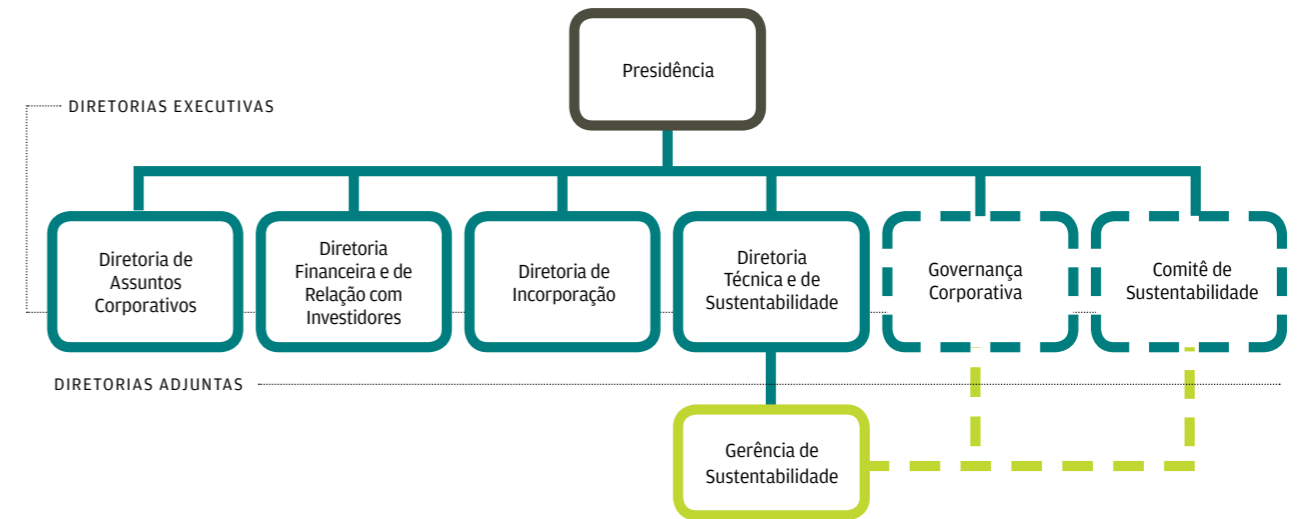 Presidência
DIRETORIAS EXECUTIVAS
Diretoria de
Assuntos
Corporativos
Diretoria
Financeira e de
Relação com
Investidores
Diretoria de
Incorporação
Diretoria
Técnica e de
Sustentabilidade
Governança
Corporativa
Comitê de
Sustentabilidade
DIRETORIAS ADJUNTAS
Gerência de
Sustentabilidade